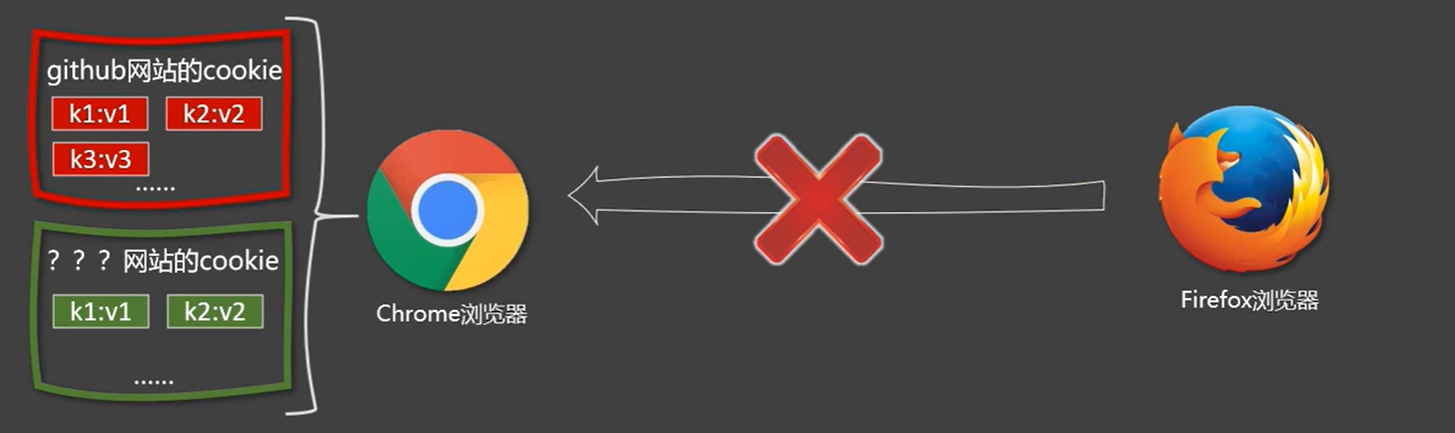 github网站的cookie
k1:v1 k2:v2
k3:v3
......
？？？网站的cookie
k1:v1 k2:v2
......
Chrome浏览器
Firefox浏览器